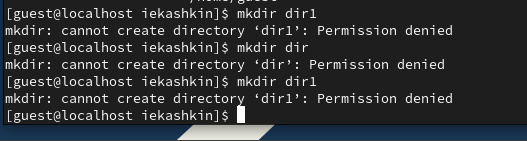 [guest@localhost iekashkin]$ mkdir dir1
mkdir: cannot create directory ‘dir1’: Permission denied
[guest@localhost iekashkin]$ mkdir dir
mkdir: cannot create directory ‘dir’: Permission denied
[guest@localhost iekashkin]$ mkdir dir1
mkdir: cannot create directory ‘dir1’: Permission denied
[guest@localhost iekashkin]$